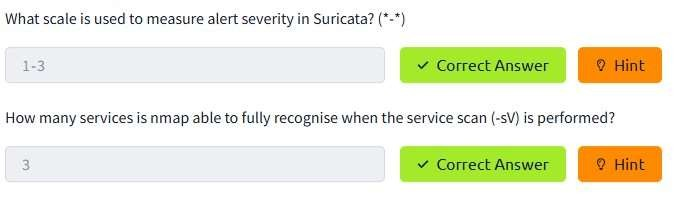 What scale is used to measure alert severity in Suricata? (*-*)
1-3 Correct Answer Hint
How many services is nmap able to fully recognise when the service scan (-sV) is performed?
3 Correct Answer Hint